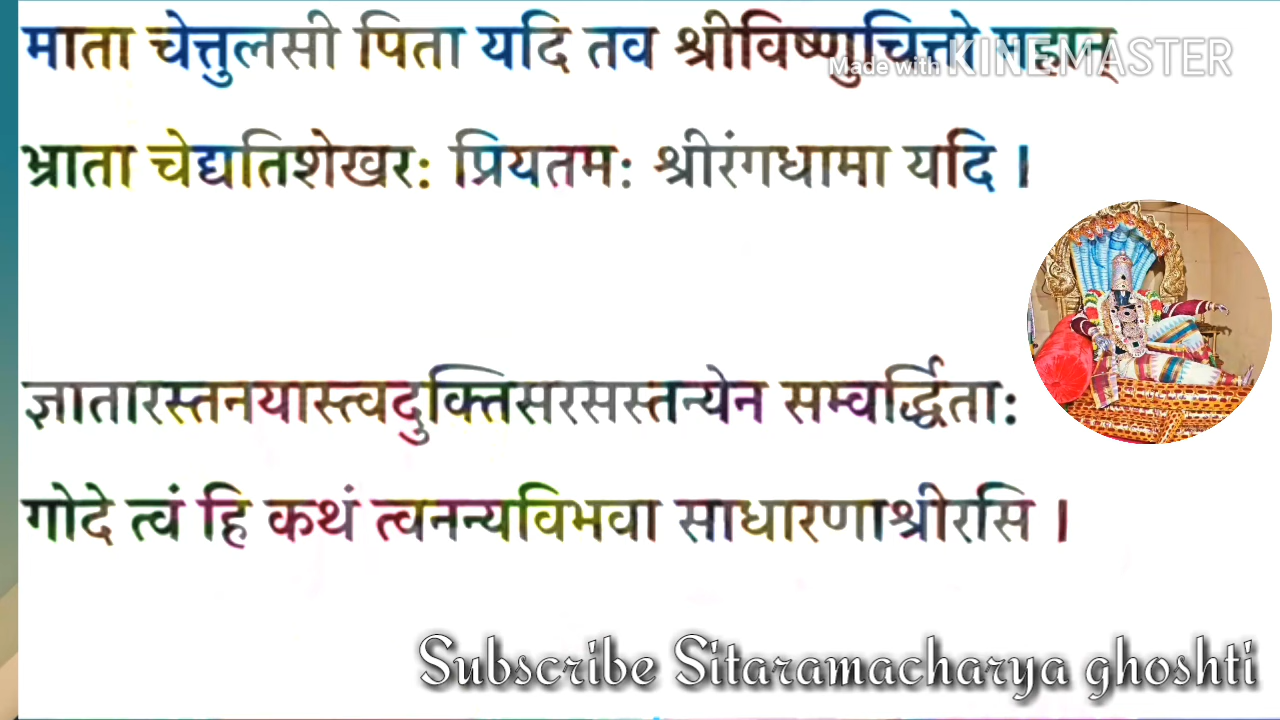 माता चेत्तुलसी पिता यदि तव श्रीविष्णुचित्तो महान्
Made with KINEMASTER
भ्राता चेद्यतिशेखरः प्रियतमः श्रीरंगधामा यदि ।
ज्ञातारस्तनयास्त्वदुक्तिसरसस्तन्येन सम्वर्द्धिताः
गोदे त्वं हि कथं त्वनन्यविभवा साधारणाश्रीरसि ।
Subscribe Sitaramacharya ghoshti